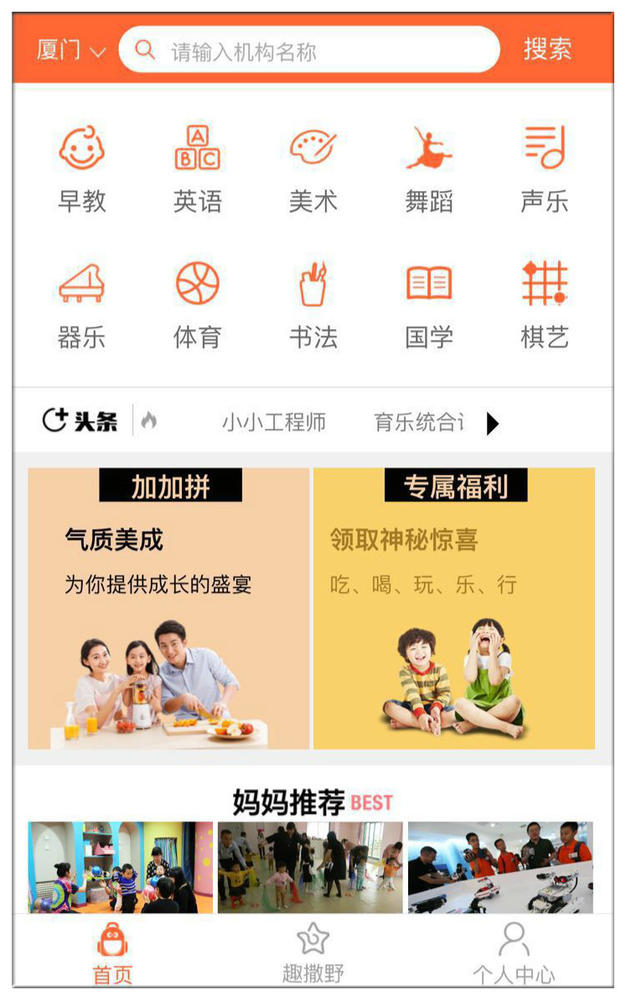 厦门 请输入机构名称 搜索
A
B C
早教 英语 美术 舞蹈 声乐
器乐 体育 书法 国学 棋艺
头条 小小工程师 育乐统合
加加拼 专属福利
气质美成 领取神秘惊喜
为你提供成长的盛宴 吃、喝、玩、乐、行
妈妈推荐 BEST
首页 趣撒野 个人中心